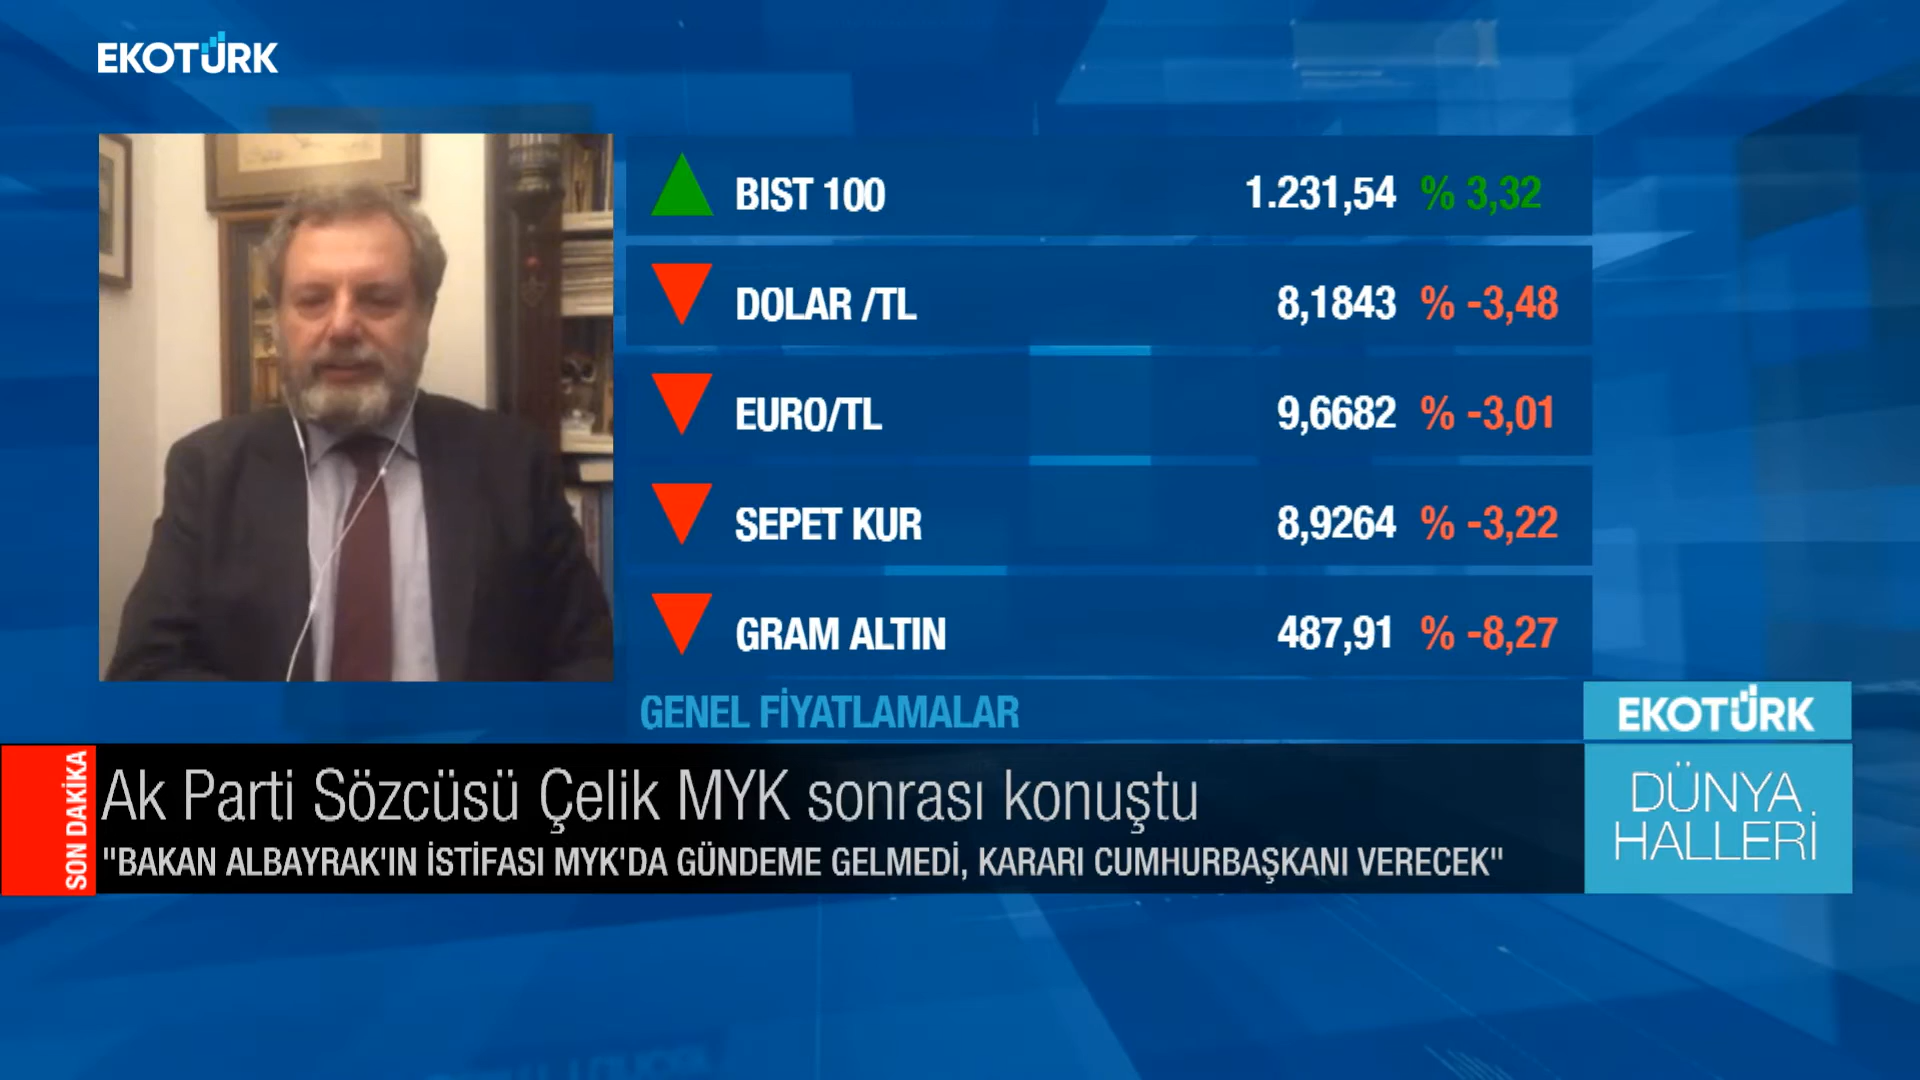 EKOTÜRK
BIST 100 1.231,54 % 3,32
DOLAR /TL 8,1843 % -3,48
EURO/TL 9,6682 % -3,01
SEPET KUR 8,9264 % -3,22
GRAM ALTIN 487,91 % -8,27
GENEL FİYATLAMALAR
EKOTÜRK
SON DAKİKA
Ak Parti Sözcüsü Çelik MYK sonrası konuştu
"BAKAN ALBAYRAK'IN İSTİFASI MYK'DA GÜNDEME GELMEDİ, KARARI CUMHURBAŞKANI VERECEK"
DÜNYA
HALLERİ